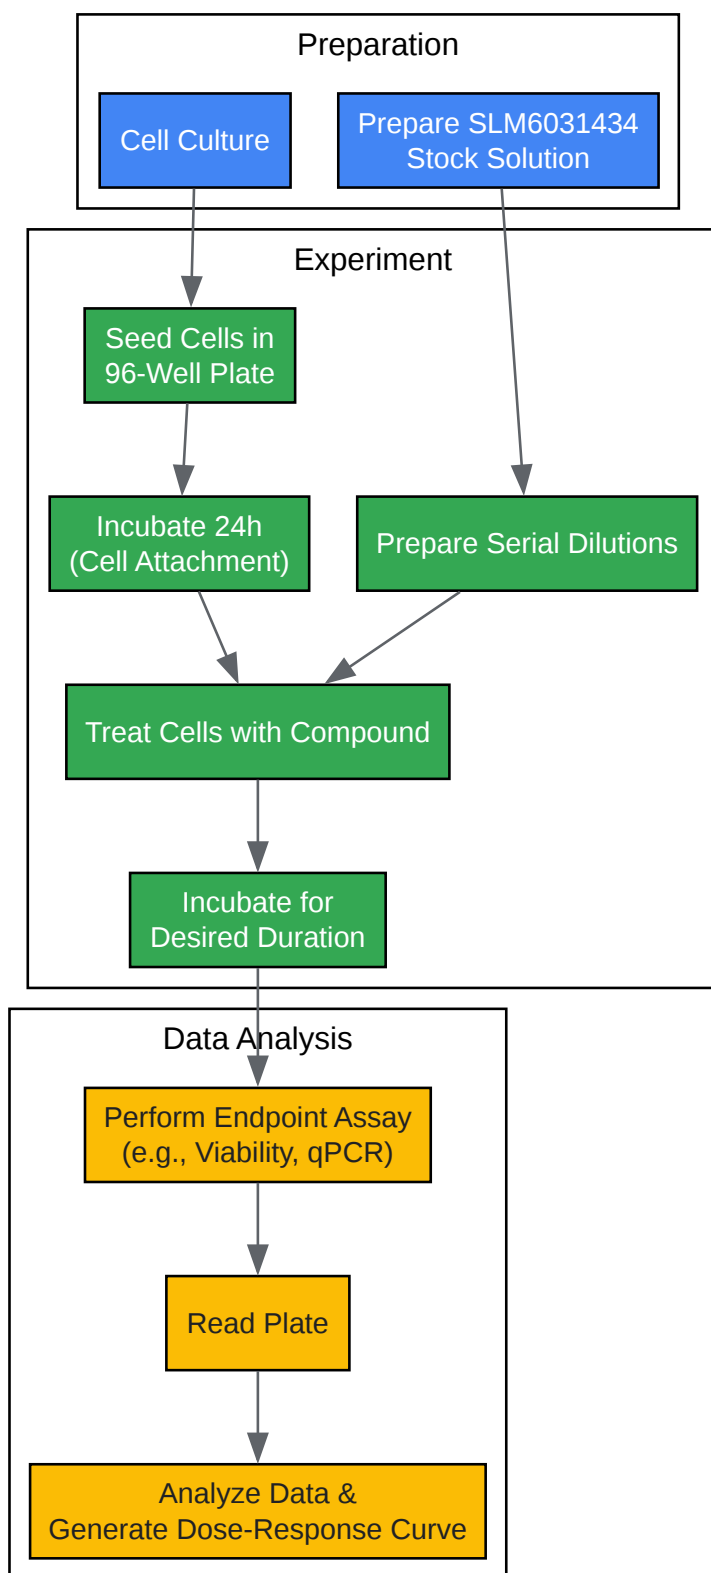 Preparation
Cell Culture
Prepare SLM6031434
Stock Solution
Experiment
Seed Cells in
96-Well Plate
Incubate 24h
(Cell Attachment)
Prepare Serial Dilutions
Treat Cells with Compound
Incubate for
Desired Duration
Data Analysis
Perform Endpoint Assay
(e.g., Viability, qPCR)
Read Plate
Analyze Data &
Generate Dose-Response Curve